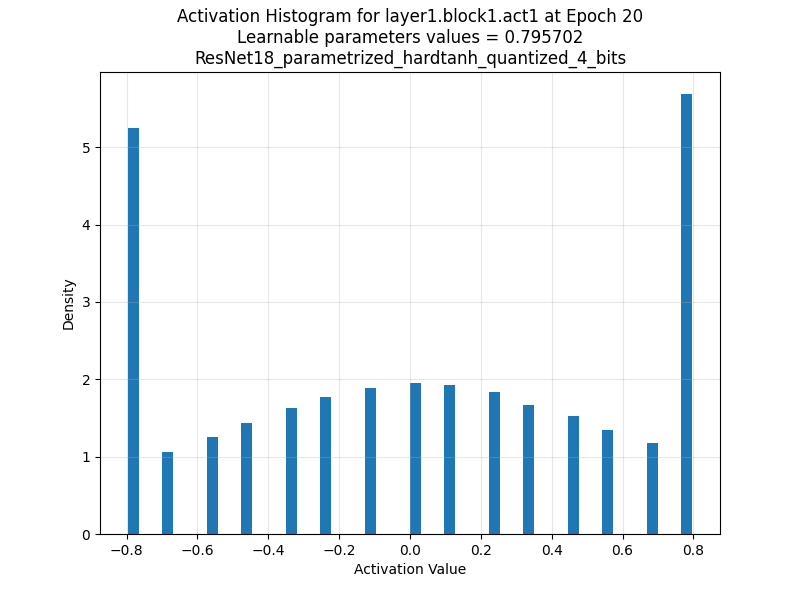 Activation Histogram for layer1.block1.act1 at Epoch 20
Learnable parameters values = 0.795702
ResNet18_parametrized_hardtanh_quantized_4_bits
5
4
3
2
1
0
Density
−0.8 −0.6 −0.4 −0.2 0.0 0.2 0.4 0.6 0.8
Activation Value